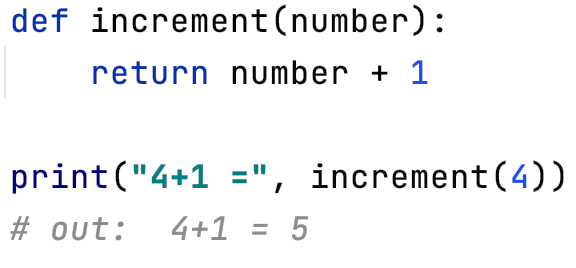 def increment(number):
    return number + 1
print("4+1 =", increment(4))
# out:  4+1 = 5